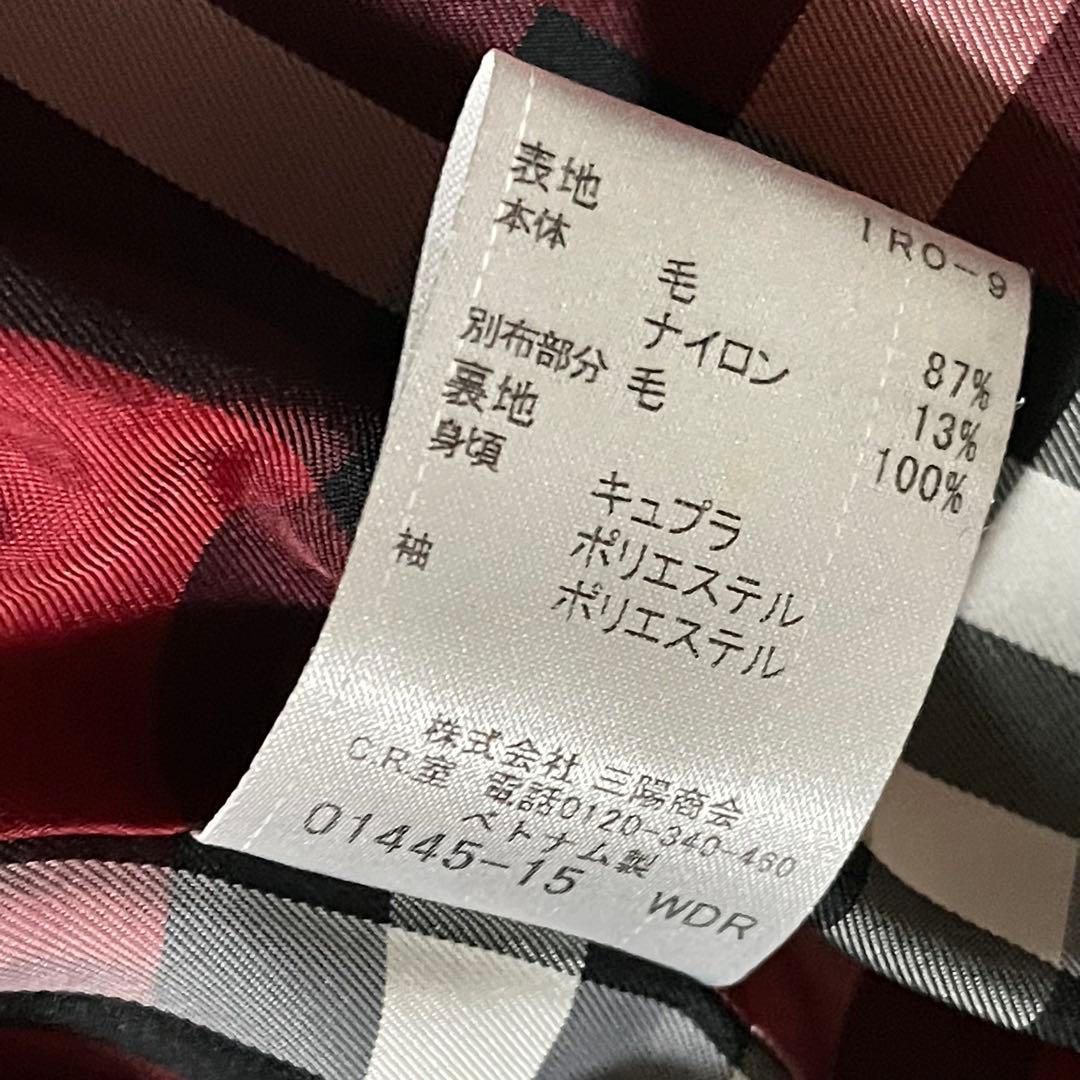 1RO-9
表地
本体
毛 87%
ナイロン 13%
別布部分 毛 100%
裏地
身頃
キュプラ
ポリエステル
袖 ポリエステル
株式会社 三陽商会
C.R.室 電話0120-340-460
ベトナム製
01445-15 WDR